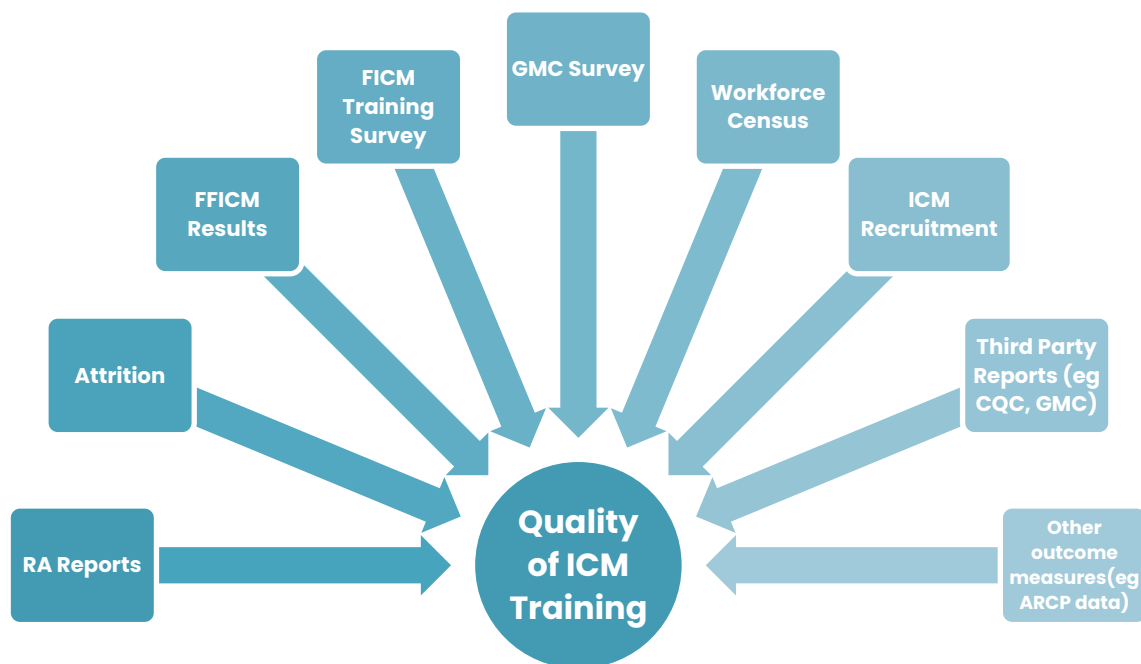 GMC Survey
FICM
Training
Survey
Workforce
Census
FFICM
Results
ICM
Recruitment
Attrition
Third Party
Reports (eg
CQC, GMC)
RA Reports
Quality
of ICM
Training
Other
outcome
measures(eg
ARCP data)